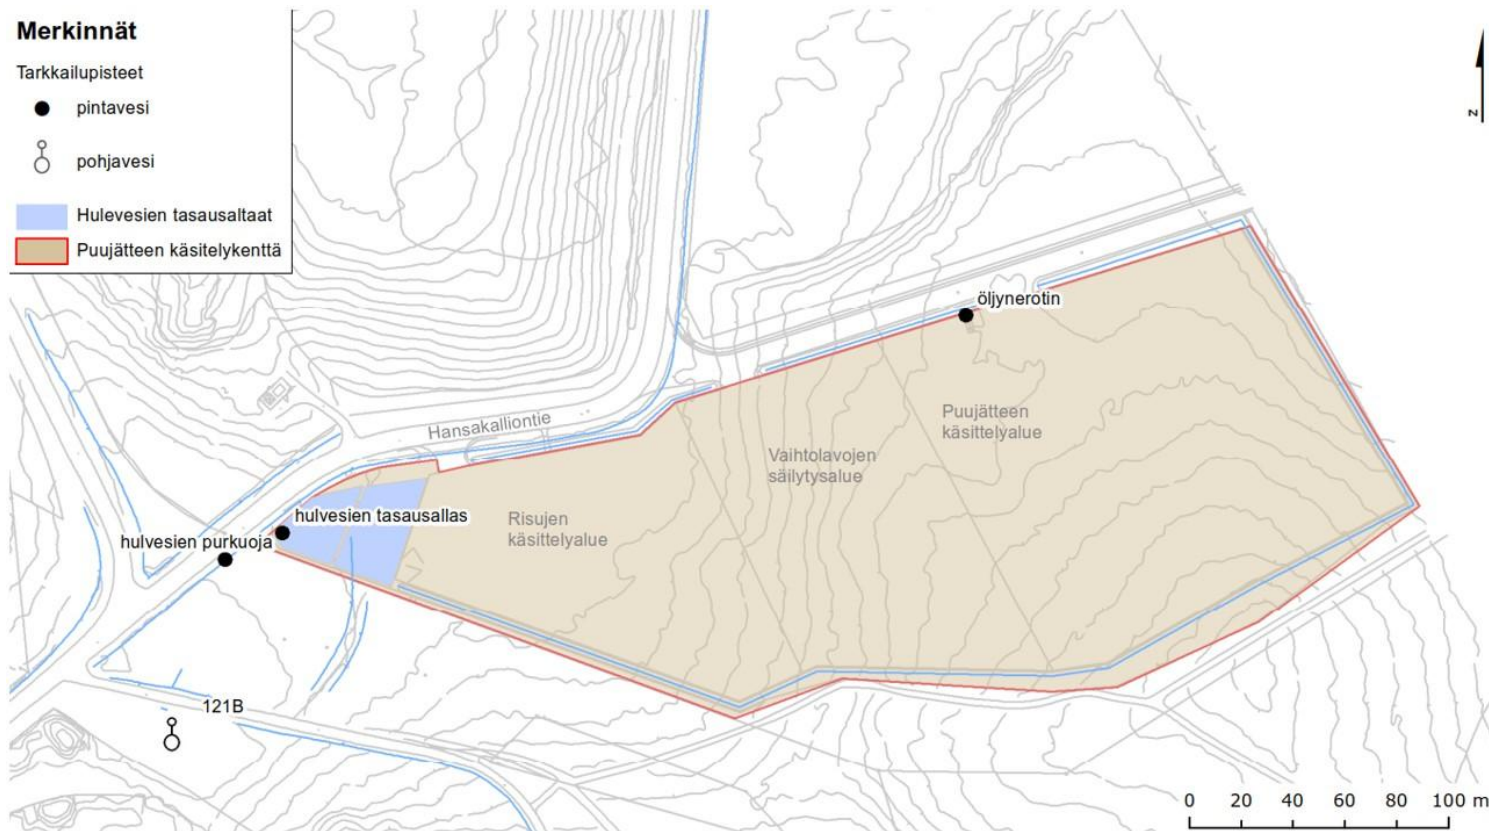 Merkinnät
Tarkkailupisteet
pintavesi
pohjavesi
Hulevesien tasausaltaat
Puujätteen käsitelykenttä
N
öljynerotin
Hansakalliontie
Puujätteen
käsittelyalue
Vaihtolavojen
säilytysalue
Risujen
käsittelyalue
hulvesien tasausallas
hulvesien purkuoja
121B
0 20 40 60 80 100 m